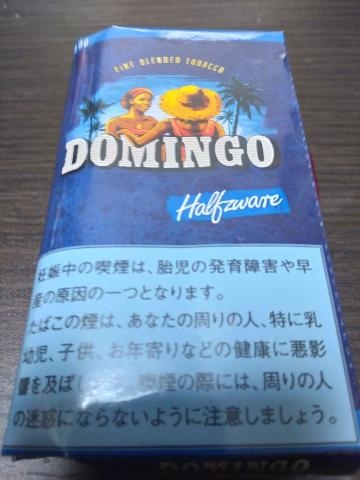 FINE BLENDED TOBACCO
DOMINGO
Halfzware
妊娠中の喫煙は、胎児の発育障害や早
産の原因の一つとなります。
たばこの煙は、あなたの周りの人、特に乳
幼児、子供、お年寄りなどの健康に悪影
響を及ぼし 喫煙の際には、周りの人
の迷惑にならないように注意しましょう。
DOMINGO